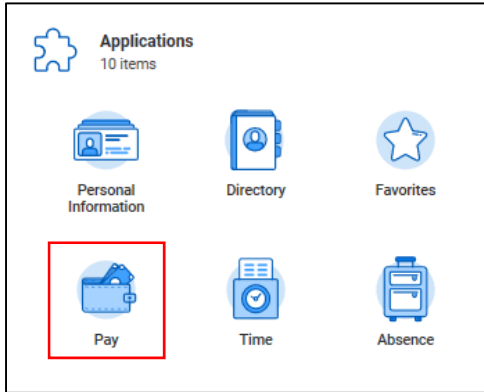 Applications
10 items
Personal
Information
Directory
Favorites
Pay
Time
Absence